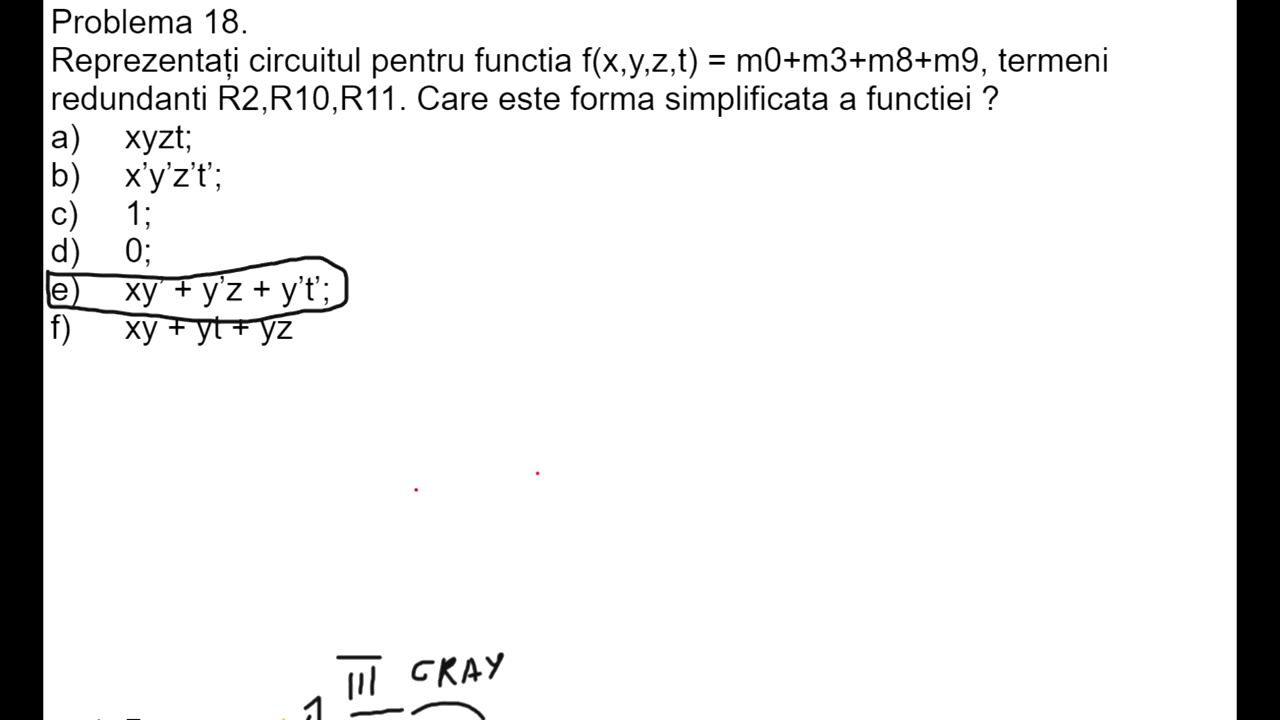 Problema 18.
Reprezentați circuitul pentru functia f(x,y,z,t) = m0+m3+m8+m9, termeni
redundanti R2,R10,R11. Care este forma simplificata a functiei ?
a) xyzt;
b) x’y’z’t’;
c) 1;
d) 0;
e) xy’ + y’z + y’t’;
f) xy + yt + yz
III GRAY